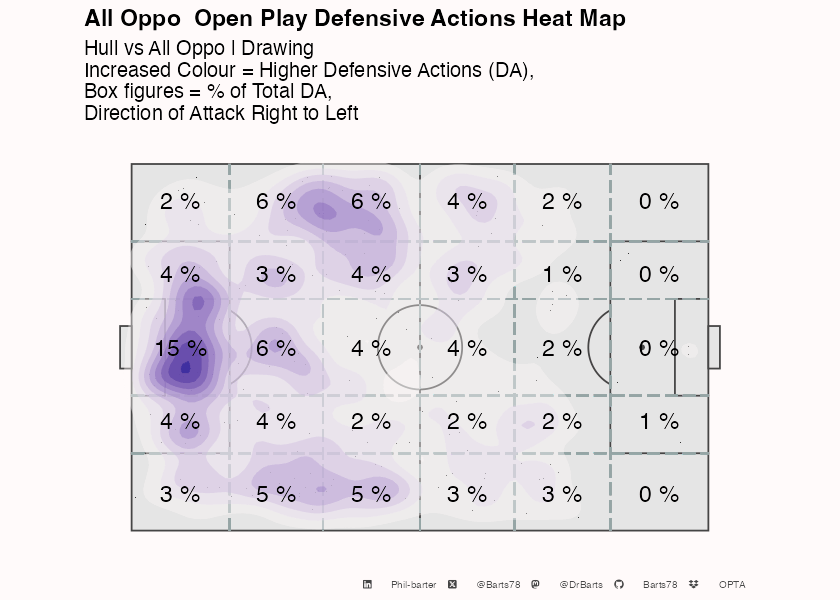 All Oppo  Open Play Defensive Actions Heat Map
Hull vs All Oppo I Drawing
Increased Colour = Higher Defensive Actions (DA),
Box figures = % of Total DA,
Direction of Attack Right to Left
2 % 6 % 6 % 4 % 2 % 0 %
4 % 3 % 4 % 3 % 1 % 0 %
15 % 6 % 4 % 4 % 2 % 0 %
4 % 4 % 2 % 2 % 2 % 1 %
3 % 5 % 5 % 3 % 3 % 0 %
Phil-barter @Barts78 @DrBarts Barts78 OPTA